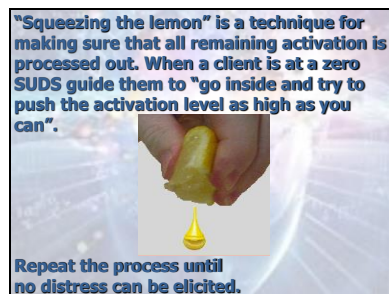 “Squeezing the lemon” is a technique for
making sure that all remaining activation is
processed out. When a client is at a zero
SUDS guide them to “go inside and try to
push the activation level as high as you
can”.
Repeat the process until
no distress can be elicited.